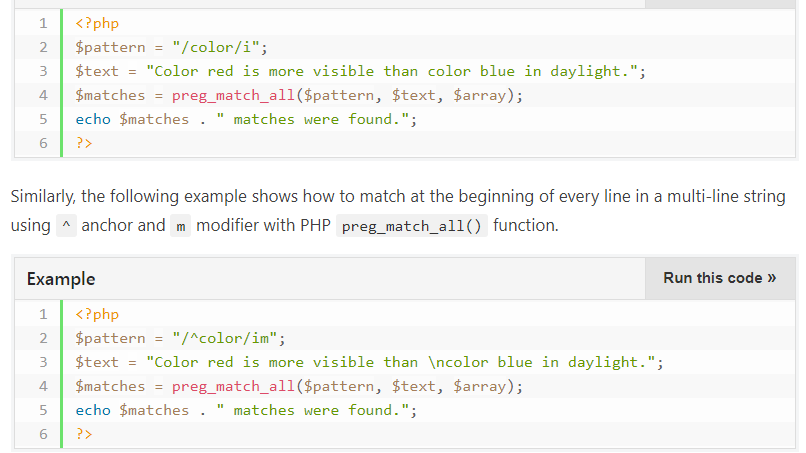 1 <?php
2 $pattern = "/color/i";
3 $text = "Color red is more visible than color blue in daylight.";
4 $matches = preg_match_all($pattern, $text, $array);
5 echo $matches . " matches were found.";
6 ?>
Similarly, the following example shows how to match at the beginning of every line in a multi-line string
using ^ anchor and m modifier with PHP preg_match_all() function.
Example Run this code »
1 <?php
2 $pattern = "/^color/im";
3 $text = "Color red is more visible than \ncolor blue in daylight.";
4 $matches = preg_match_all($pattern, $text, $array);
5 echo $matches . " matches were found.";
6 ?>